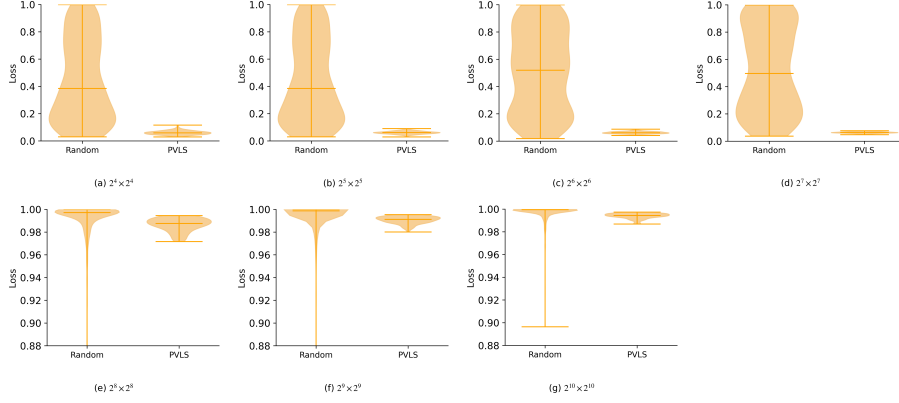 1.0
0.8
0.6
0.4
0.2
0.0
Loss
Random PVLS
(a) 2⁴×2⁴
1.0
0.8
0.6
0.4
0.2
0.0
Loss
Random PVLS
(b) 2⁵×2⁵
1.0
0.8
0.6
0.4
0.2
0.0
Loss
Random PVLS
(c) 2⁶×2⁶
1.0
0.8
0.6
0.4
0.2
0.0
Loss
Random PVLS
(d) 2⁷×2⁷
1.00
0.98
0.96
0.94
0.92
0.90
0.88
Loss
Random PVLS
(e) 2⁸×2⁸
1.00
0.98
0.96
0.94
0.92
0.90
0.88
Loss
Random PVLS
(f) 2⁹×2⁹
1.00
0.98
0.96
0.94
0.92
0.90
0.88
Loss
Random PVLS
(g) 2¹⁰×2¹⁰